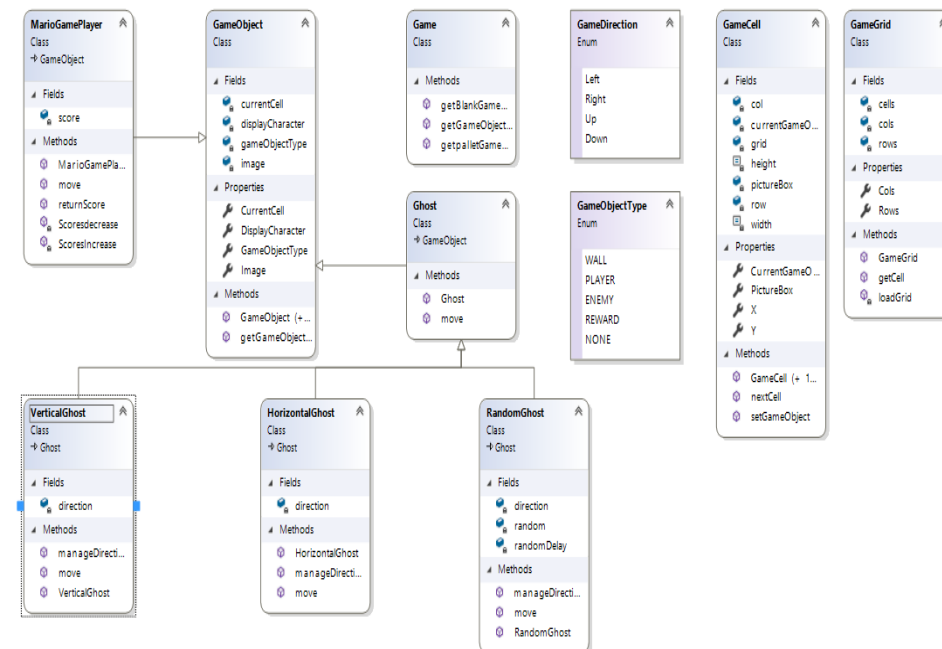 MarioGamePlayer
Class
GameObject
Fields
score
Methods
MarioGamePla...
move
returnScore
Scoresdecrease
ScoresIncrease
GameObject
Class
Fields
currentCell
displayCharacter
gameObjectType
image
Properties
CurrentCell
DisplayCharacter
GameObjectType
Image
Methods
GameObject (+...
getGameObject...
Game
Class
Methods
getBlankGame...
getGameObject...
getpalletGame...
Ghost
Class
GameObject
Methods
Ghost
move
GameDirection
Enum
Left
Right
Up
Down
GameObjectType
Enum
WALL
PLAYER
ENEMY
REWARD
NONE
GameCell
Class
Fields
col
currentGameO...
grid
height
pictureBox
row
width
Properties
CurrentGameO...
PictureBox
X
Y
Methods
GameCell (+ 1...
nextCell
setGameObject
GameGrid
Class
Fields
cells
cols
rows
Properties
Cols
Rows
Methods
GameGrid
getCell
loadGrid
VerticalGhost
Class
Ghost
Fields
direction
Methods
manageDirecti...
move
VerticalGhost
HorizontalGhost
Class
Ghost
Fields
direction
Methods
HorizontalGhost
manageDirecti...
move
RandomGhost
Class
Ghost
Fields
direction
random
randomDelay
Methods
manageDirecti...
move
RandomGhost